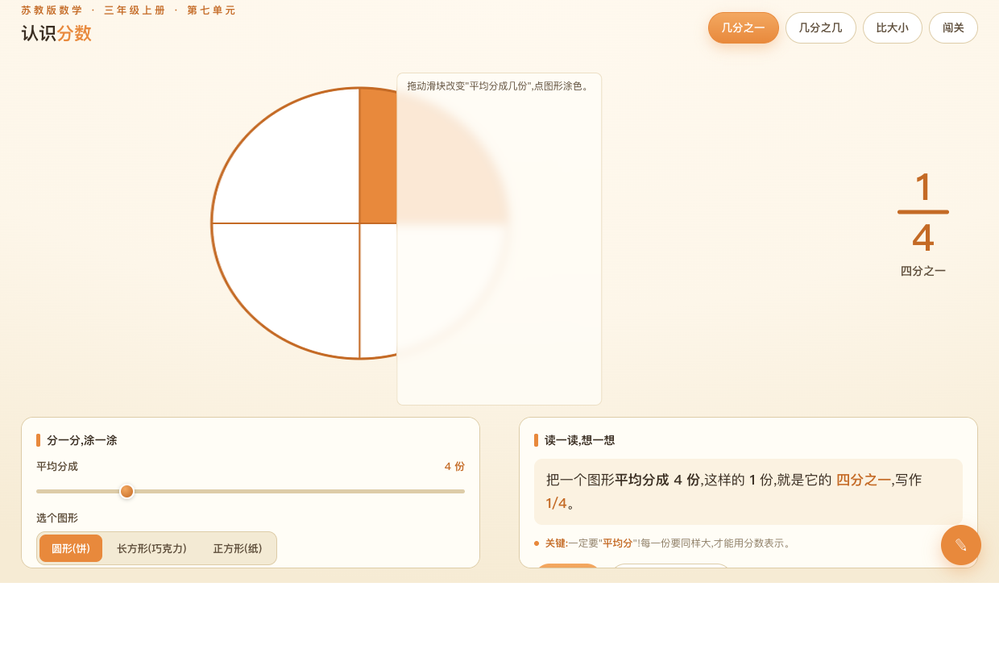 苏教版数学 · 三年级上册 · 第七单元
认识分数
几分之一
几分之几
比大小
闯关
拖动滑块改变"平均分成几份",点图形涂色。
1
4
四分之一
分一分,涂一涂
平均分成
4 份
选个图形
圆形(饼)
长方形(巧克力)
正方形(纸)
读一读,想一想
把一个图形平均分成 4 份,这样的 1 份,就是它的 四分之一,写作
1/4。
关键:一定要"平均分"!每一份要同样大,才能用分数表示。